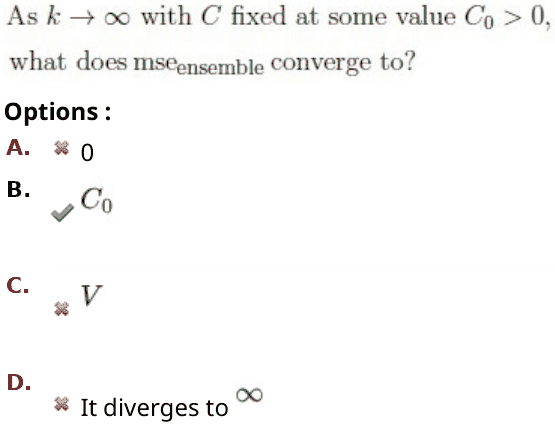 As k → ∞ with C fixed at some value C₀ > 0,
what does mse_ensemble converge to?
Options :
A. 0
B. C₀
C. V
D. It diverges to ∞